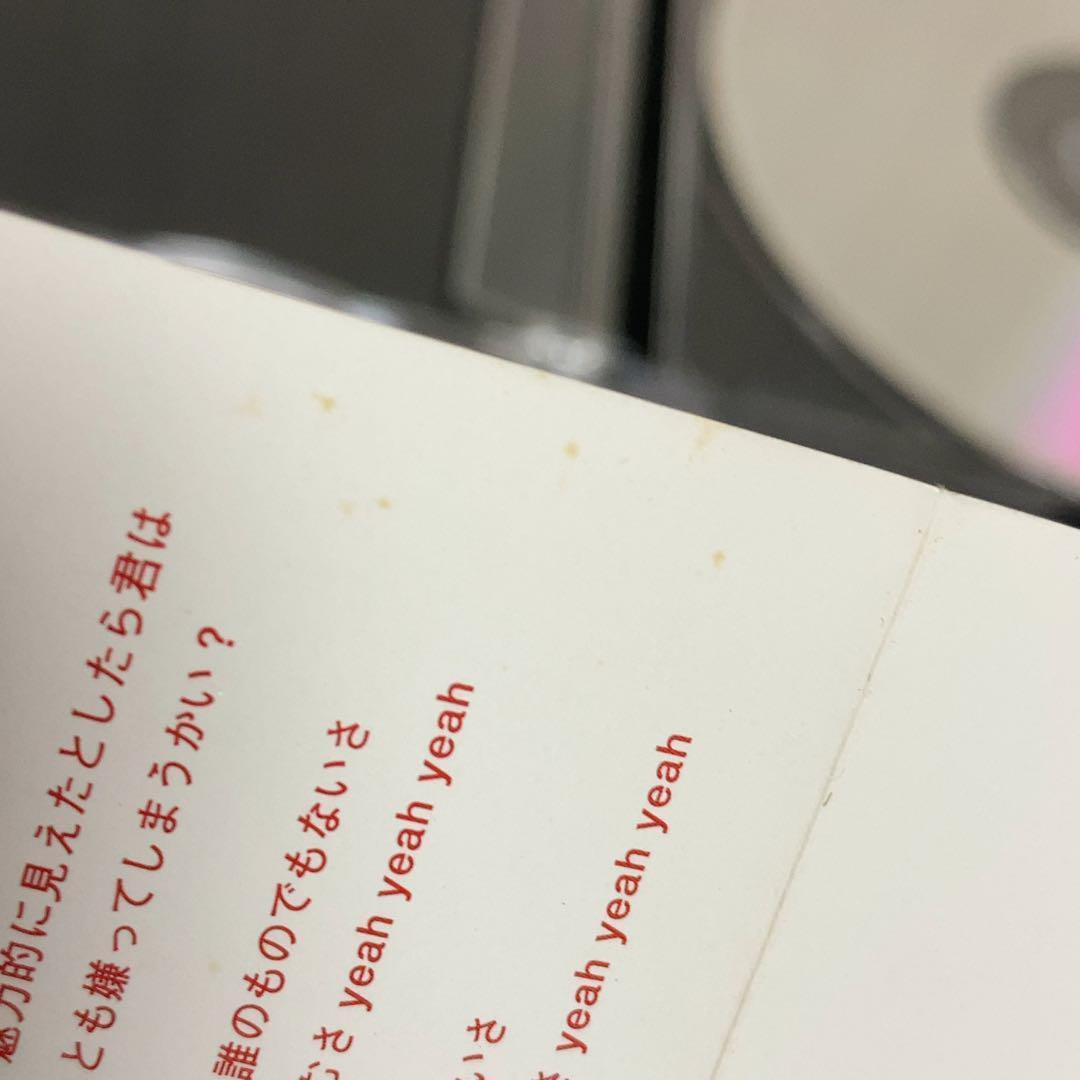 魅力的に見えたとしたら君は
とも嫌ってしまうかい？
誰のものでもないさ
むさ yeah yeah yeah
いさ
さ yeah yeah yeah